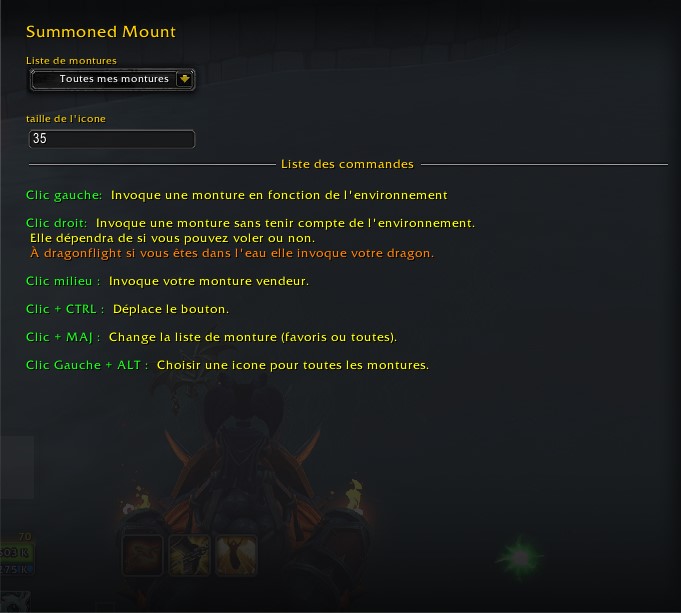 Summoned Mount
Liste de montures
Toutes mes montures
taille de l'icone
35
Liste des commandes
Clic gauche: Invoque une monture en fonction de l'environnement
Clic droit: Invoque une monture sans tenir compte de l'environnement.
Elle dépendra de si vous pouvez voler ou non.
À dragonflight si vous êtes dans l'eau elle invoque votre dragon.
Clic milieu : Invoque votre monture vendeur.
Clic + CTRL : Déplace le bouton.
Clic + MAJ : Change la liste de monture (favoris ou toutes).
Clic Gauche + ALT : Choisir une icone pour toutes les montures.
70